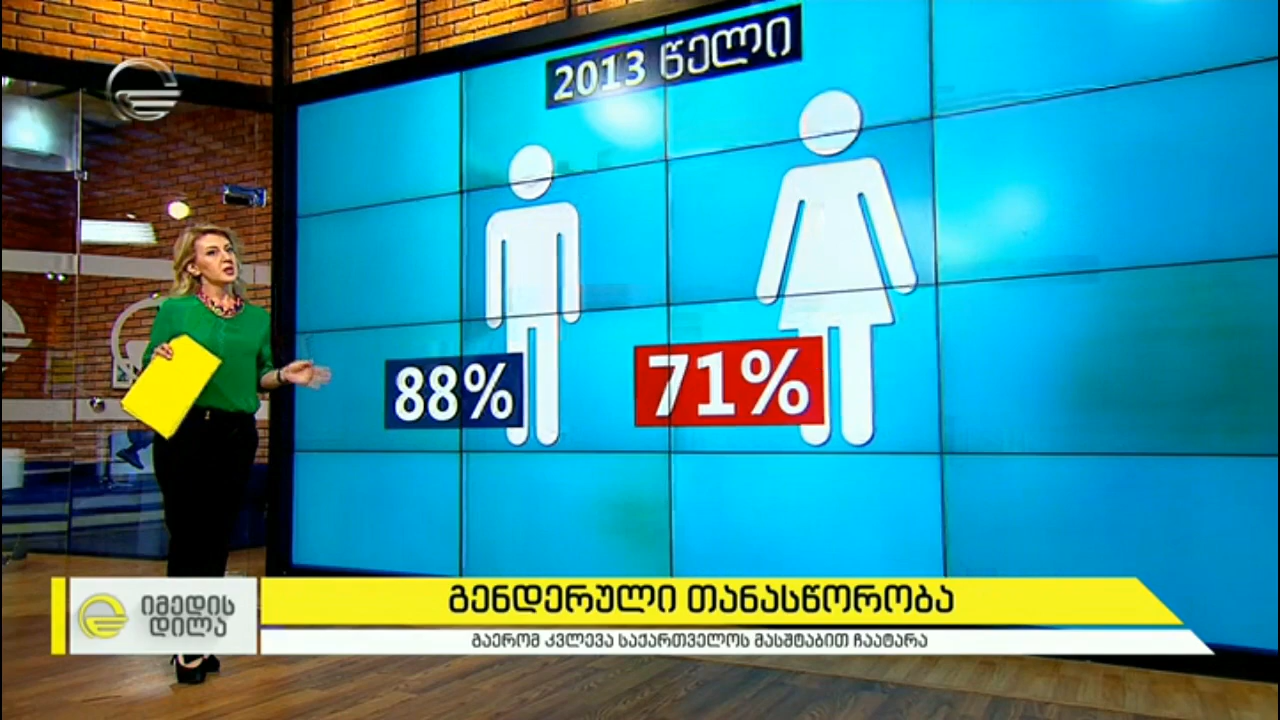 2013 წელი
88%
71%
იმედის
დილა
გენდერული თანასწორობა
გაერომ კვლევა საქართველოს მასშტაბით ჩაატარა